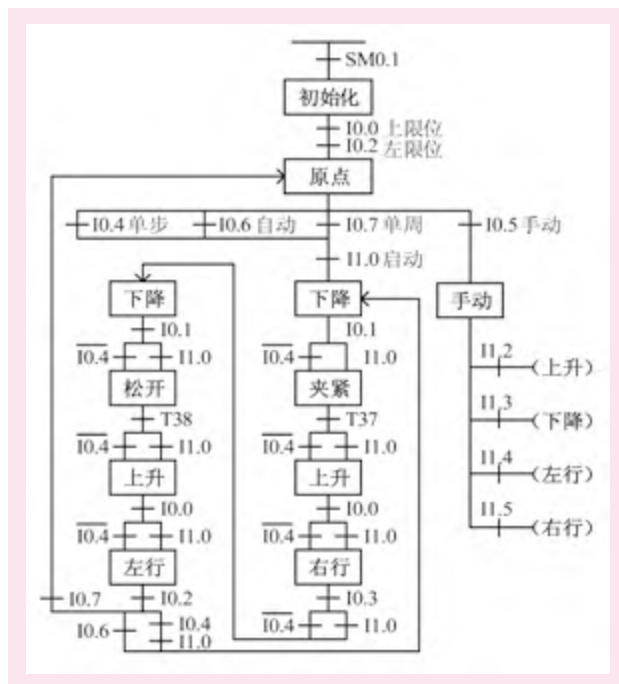 SM0.1
初始化
I0.0 上限位
I0.2 左限位
原点
I0.4 单步
I0.6 自动
I0.7 单周
I0.5 手动
I1.0 启动
下降
下降
手动
I0.1
I0.1
I0.4
I1.0
I0.4
I1.0
I1.2
(上升)
松开
夹紧
T38
T37
I1.3
(下降)
I0.4
I1.0
I0.4
I1.0
I1.4
(左行)
上升
上升
I0.0
I0.0
I1.5
(右行)
I0.4
I1.0
I0.4
I1.0
左行
右行
I0.7
I0.2
I0.3
I0.6
I0.4
I1.0
I0.4
I1.0